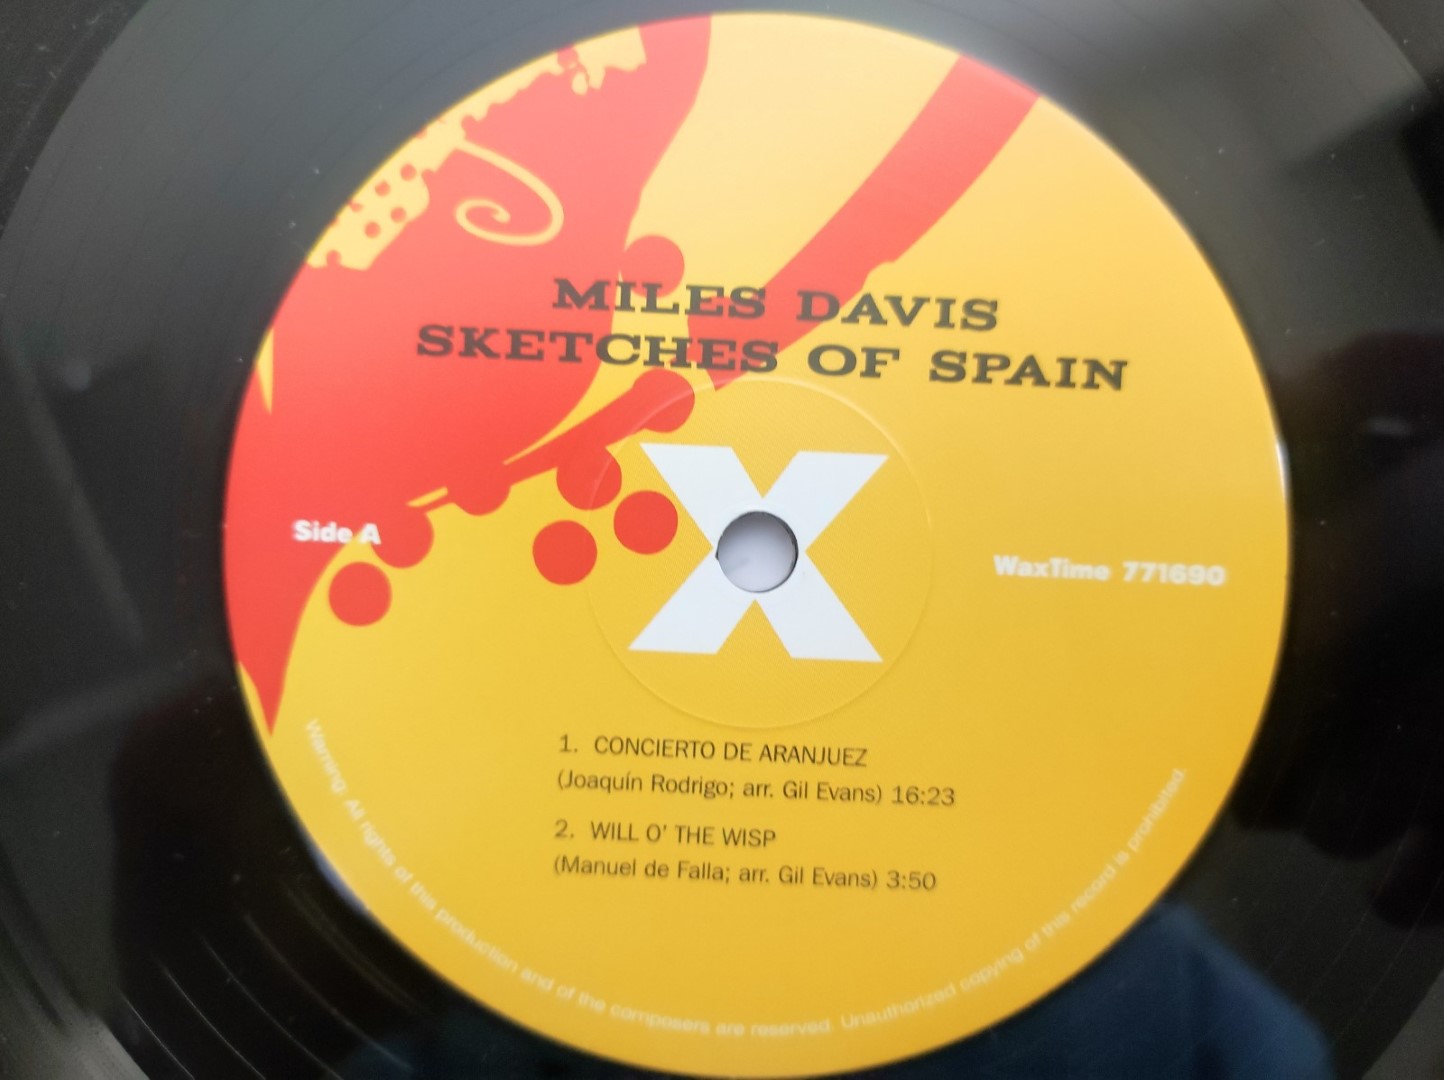 MILES DAVIS
SKETCHES OF SPAIN
X
Side A
WaxTime 771690
1. CONCIERTO DE ARANJUEZ
(Joaquín Rodrigo; arr. Gil Evans) 16:23
2. WILL O' THE WISP
(Manuel de Falla; arr. Gil Evans) 3:50
Warning: All rights of this production and of the composers are reserved. Unauthorized copying of this record is prohibited.